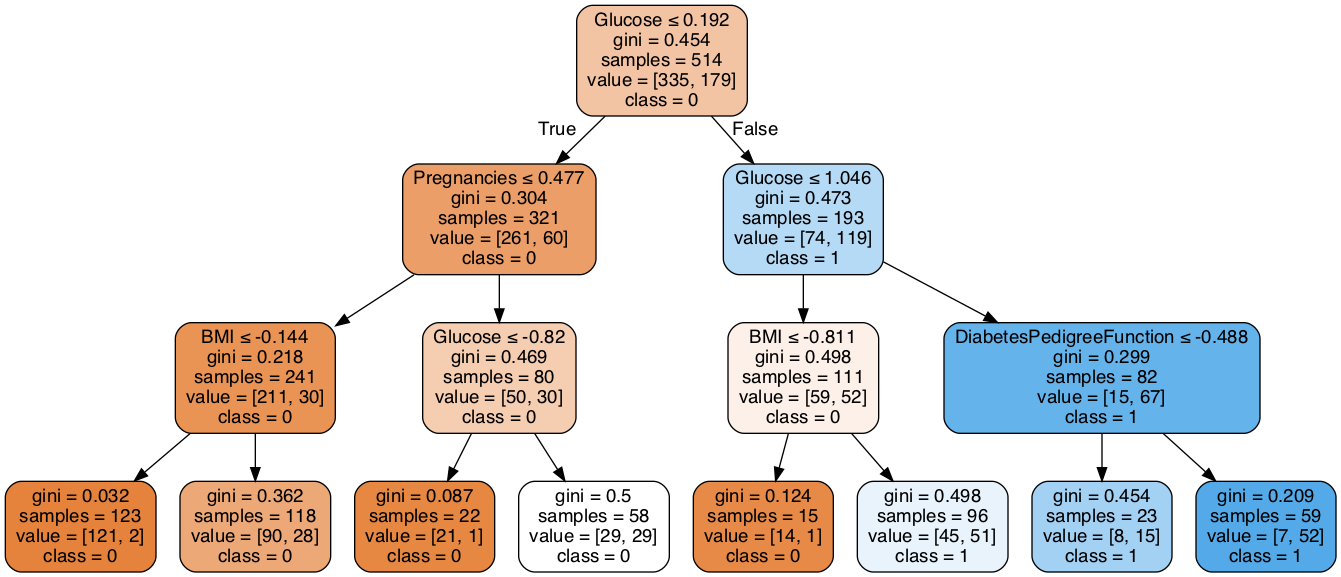 Glucose ≤ 0.192
gini = 0.454
samples = 514
value = [335, 179]
class = 0
True
False
Pregnancies ≤ 0.477
gini = 0.304
samples = 321
value = [261, 60]
class = 0
Glucose ≤ 1.046
gini = 0.473
samples = 193
value = [74, 119]
class = 1
BMI ≤ -0.144
gini = 0.218
samples = 241
value = [211, 30]
class = 0
Glucose ≤ -0.82
gini = 0.469
samples = 80
value = [50, 30]
class = 0
BMI ≤ -0.811
gini = 0.498
samples = 111
value = [59, 52]
class = 0
DiabetesPedigreeFunction ≤ -0.488
gini = 0.299
samples = 82
value = [15, 67]
class = 1
gini = 0.032
samples = 123
value = [121, 2]
class = 0
gini = 0.362
samples = 118
value = [90, 28]
class = 0
gini = 0.087
samples = 22
value = [21, 1]
class = 0
gini = 0.5
samples = 58
value = [29, 29]
class = 0
gini = 0.124
samples = 15
value = [14, 1]
class = 0
gini = 0.498
samples = 96
value = [45, 51]
class = 1
gini = 0.454
samples = 23
value = [8, 15]
class = 1
gini = 0.209
samples = 59
value = [7, 52]
class = 1